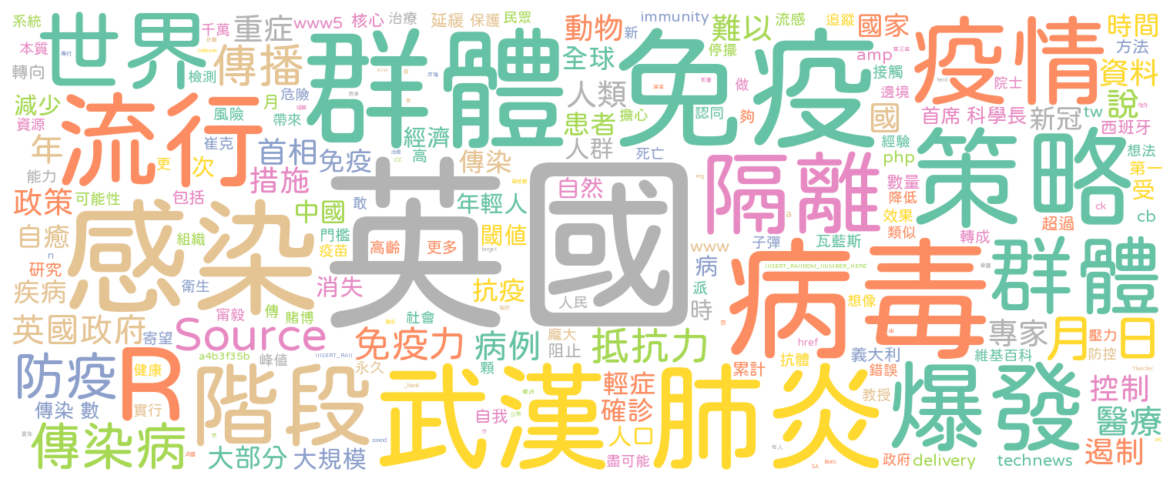 系統
千萬
重症
www5
核心
治療
延緩
保護
民眾
動物
新
immunity
難以
流感
追蹤
國家
時間
世界
本質
轉向
檢測
傳播
群體
免疫
全球
停擺
做
amp
接觸
邊境
疫情
方法
資料
院士
減少
資源
風險
月
危險
帶來
人類
患者
擔心
認同
夠
國
首席
科學長
新冠
tw
說
西班牙
流行
年
更
次
崔克
首相
經濟
高
免疫
傳染
人群
死亡
經驗
php
想法
第一
能力
可能性
包括
措施
英國
自然
隔離
數量
降低
策略
受
政策
中國
敢
年輕人
效果
類似
超過
ck
cb
自癒
組織
感染
門檻
疫苗
高齡
更多
閾值
www
子彈
瓦藍斯
轉成
研究
n
疾病
衛生
消失
抗疫
病
派
時
病毒
INSERT_RANDOM_NUMBER_HERE
想像
群體
人民
英國政府
寄望
Source
甯毅
傳
賭博
社會
免疫力
病例
龐大
阻止
抵抗力
href
義大利
維基百科
專家
月
日
壓力
防控
防疫
R
健康
a4b3f35b
峰值
永久
顆
累計
抗體
錯誤
控制
傳染
數
實行
階段
武漢
肺炎
輕症
確診
教授
爆發
醫療
傳染病
大部分
大規模
自我
人口
盡可能
政府
delivery
technews
遏制